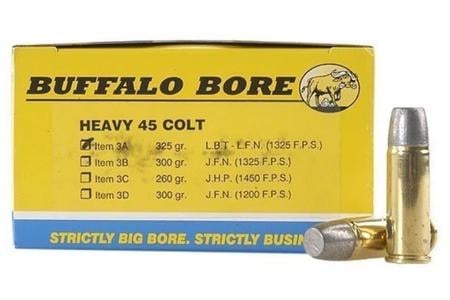 BUFFALO BORE
HEAVY 45 COLT
Item 3A 325 gr. L.B.T - L.F.N. (1325 F.P.S.)
Item 3B 300 gr. J.F.N. (1325 F.P.S.)
Item 3C 260 gr. J.H.P. (1450 F.P.S.)
Item 3D 300 gr. J.F.N. (1200 F.P.S.)
STRICTLY BIG BORE. STRICTLY BUSIN